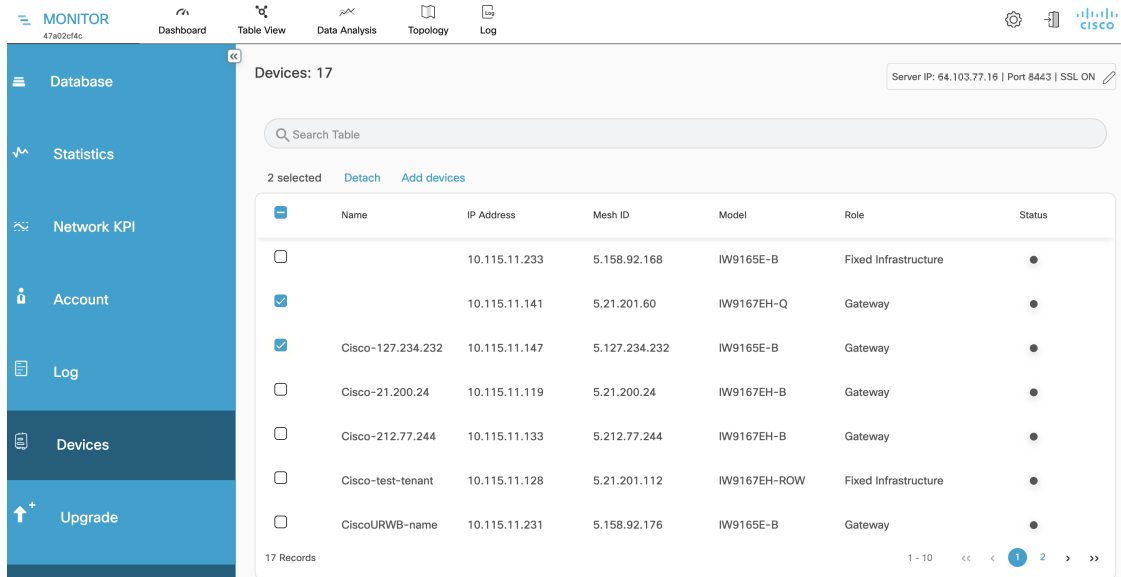 MONITOR
47a02cf4c
Dashboard
Table View
Data Analysis
Topology
Log
Log
CISCO
Database
Statistics
Network KPI
Account
Log
Devices
Upgrade
Devices: 17
Server IP: 64.103.77.16 | Port 8443 | SSL ON
Search Table
2 selected Detach Add devices
Name IP Address Mesh ID Model Role Status
10.115.11.233 5.158.92.168 IW9165E-B Fixed Infrastructure
10.115.11.141 5.21.201.60 IW9167EH-Q Gateway
Cisco-127.234.232 10.115.11.147 5.127.234.232 IW9165E-B Gateway
Cisco-21.200.24 10.115.11.119 5.21.200.24 IW9167EH-B Gateway
Cisco-212.77.244 10.115.11.133 5.212.77.244 IW9167EH-B Gateway
Cisco-test-tenant 10.115.11.128 5.21.201.112 IW9167EH-ROW Fixed Infrastructure
CiscoURWB-name 10.115.11.231 5.158.92.176 IW9165E-B Gateway
17 Records 1 - 10 << < 1 2 > >>